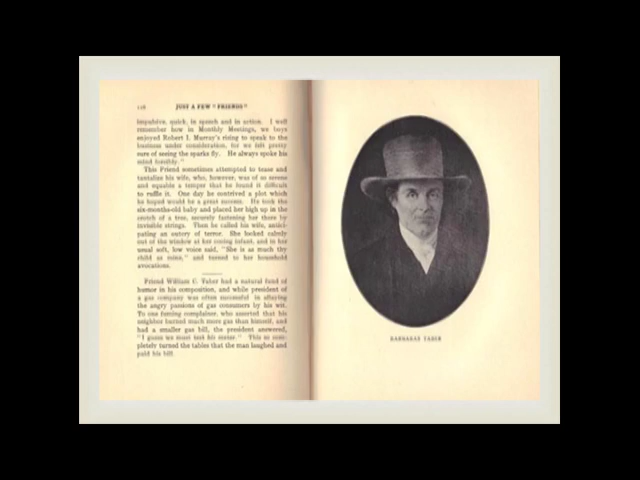 128 JUST A FEW "FRIENDS"
impulsive, quick, in speech and in action. I well
remember how in Monthly Meetings, we boys
enjoyed Robert I. Murray's rising to speak to the
business under consideration, for we felt pretty
sure of seeing the sparks fly. He always spoke his
mind forcibly."
This Friend sometimes attempted to tease and
tantalize his wife, who, however, was of so serene
and equable a temper that he found it difficult
to ruffle it. One day he contrived a plot which
he hoped would be a great success. He took the
six-months-old baby and placed her high up in the
crotch of a tree, securely fastening her there by
invisible strings. Then he called his wife, antici-
pating an outcry of terror. She looked calmly
out of the window at her cooing infant, and in her
usual soft, low voice said, "She is as much thy
child as mine," and turned to her household
avocations.
Friend William C. Taber had a natural fund of
humor in his composition, and while president of
a gas company was often successful in allaying
the angry passions of gas consumers by his wit.
To one fuming complainer, who asserted that his
neighbor burned much more gas than himself, and
had a smaller gas bill, the president answered,
"I guess we must test his meter." This so com-
pletely turned the tables that the man laughed and
paid his bill
BARNABAS TABER